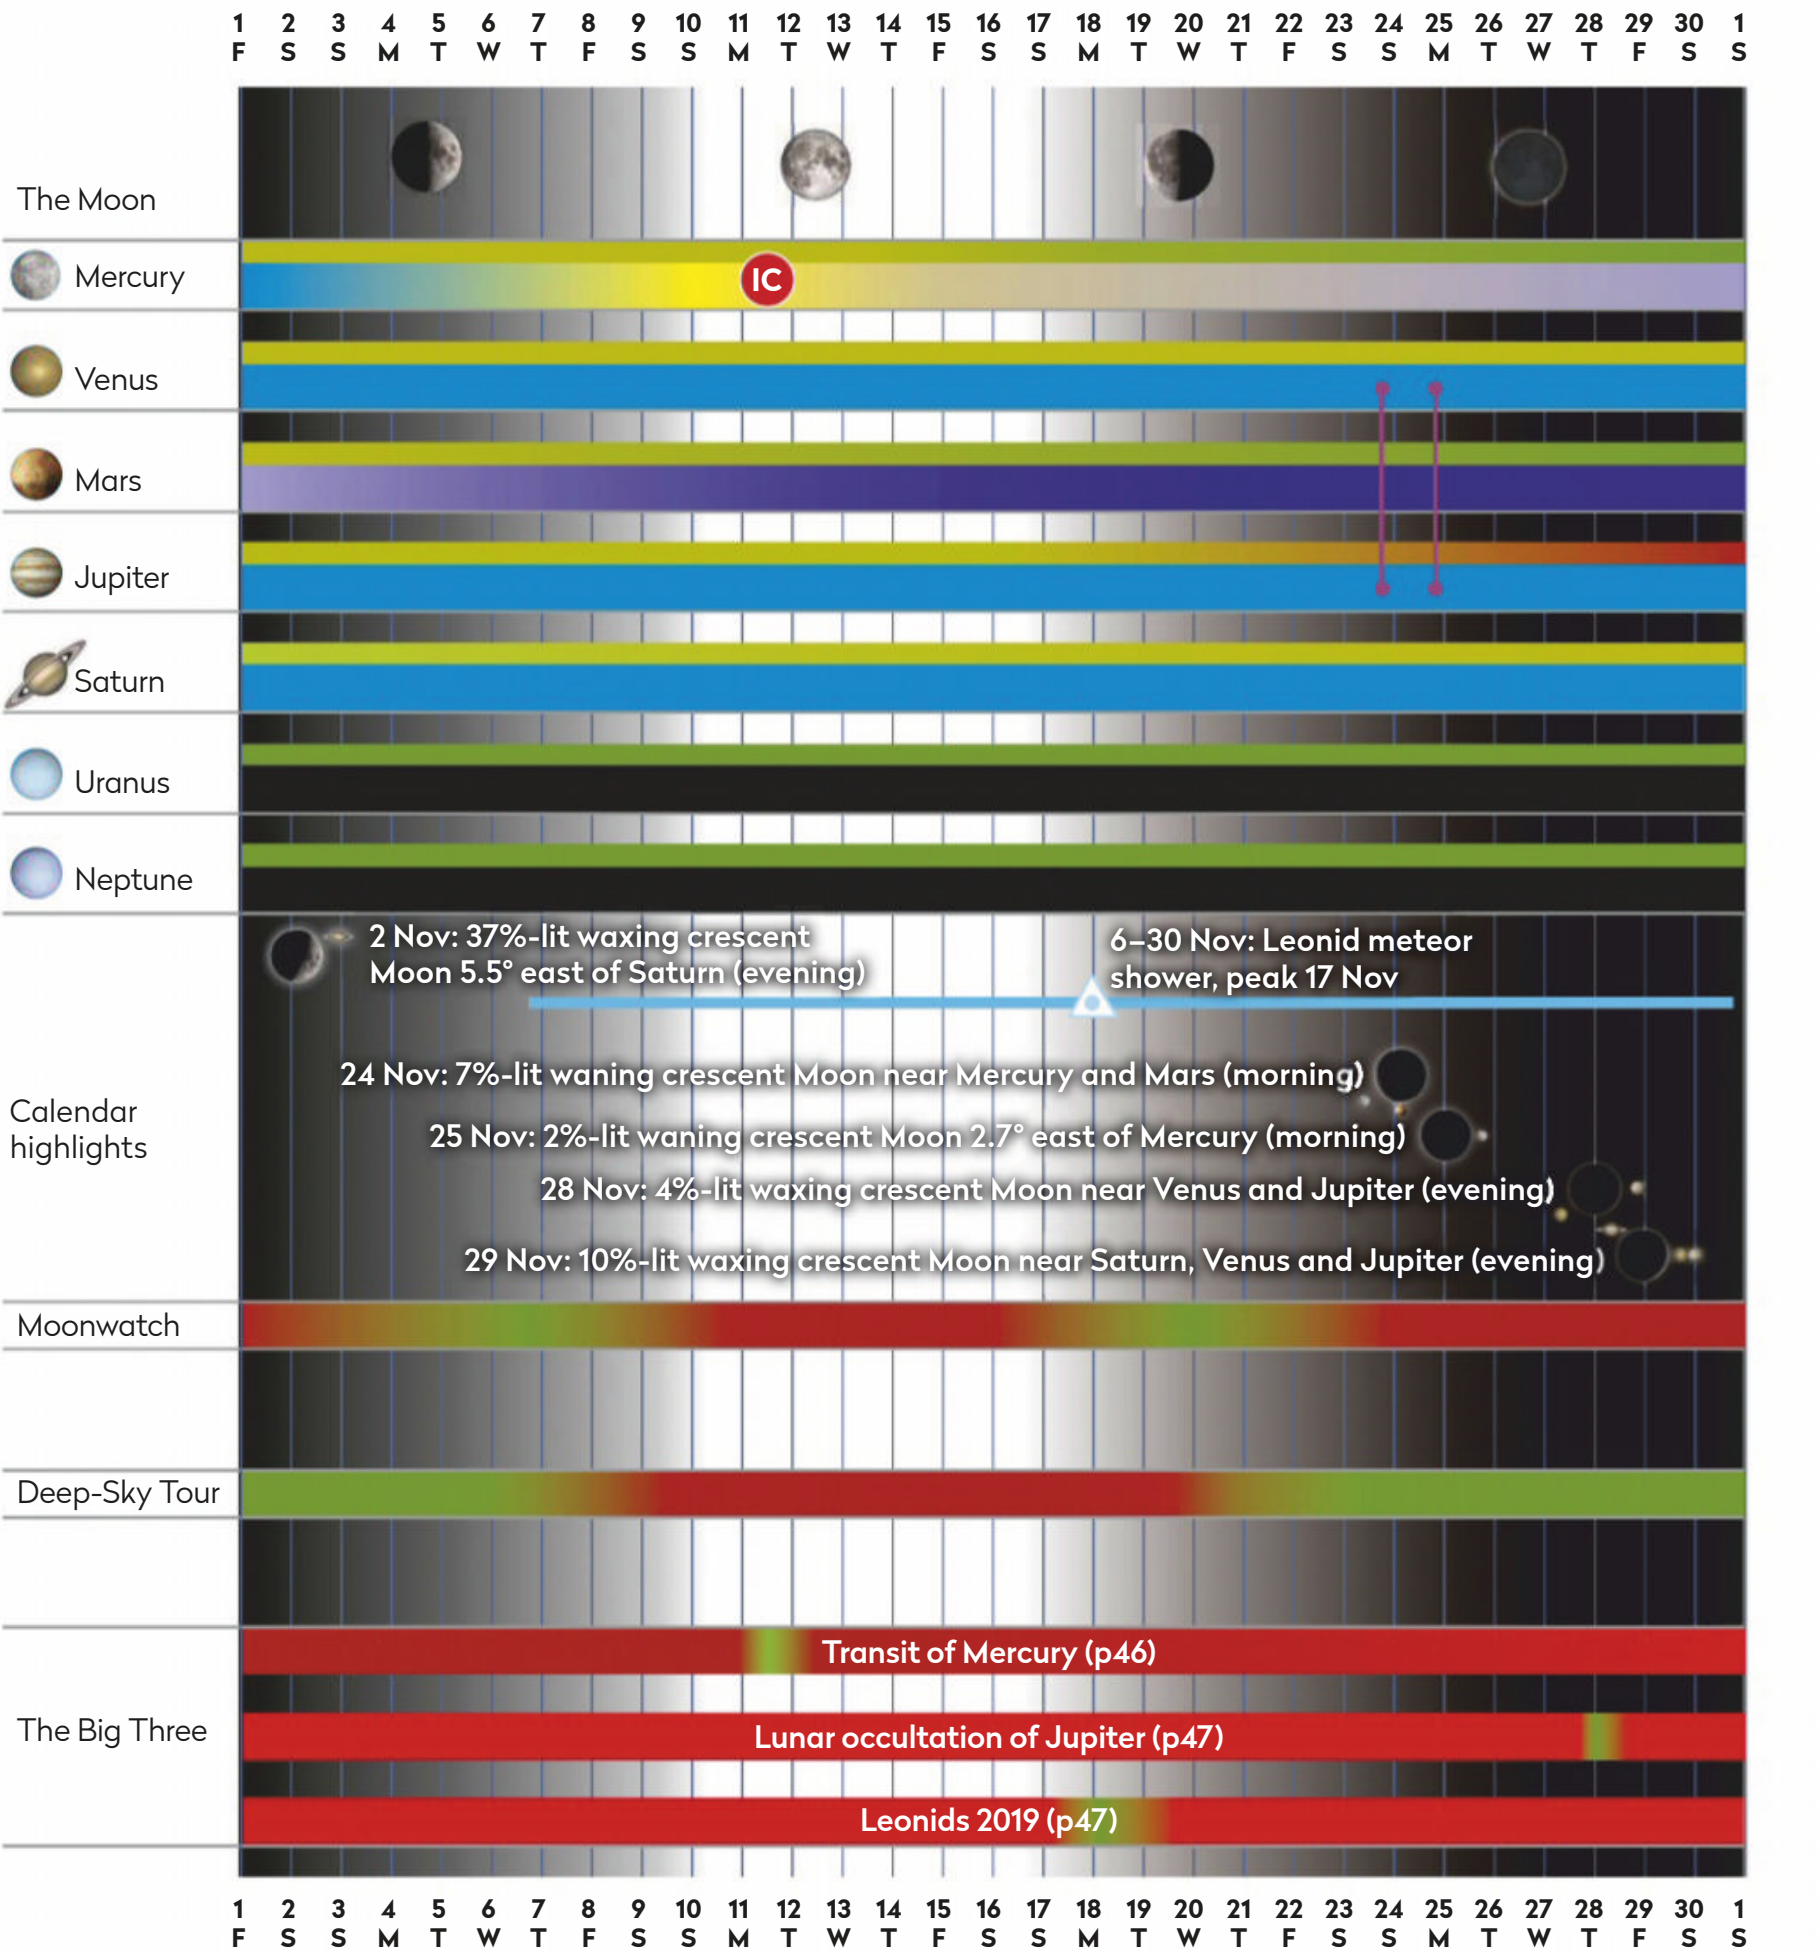 1 2 3 4 5 6 7 8 9 10 11 12 13 14 15 16 17 18 19 20 21 22 23 24 25 26 27 28 29 30 1
F S S M T W T F S S M T W T F S S M T W T F S S M T W T F S S
The Moon
Mercury
IC
Venus
Mars
Jupiter
Saturn
Uranus
Neptune
2 Nov: 37%-lit waxing crescent
Moon 5.5° east of Saturn (evening)
6–30 Nov: Leonid meteor
shower, peak 17 Nov
24 Nov: 7%-lit waning crescent Moon near Mercury and Mars (morning)
Calendar
highlights
25 Nov: 2%-lit waning crescent Moon 2.7° east of Mercury (morning)
28 Nov: 4%-lit waxing crescent Moon near Venus and Jupiter (evening)
29 Nov: 10%-lit waxing crescent Moon near Saturn, Venus and Jupiter (evening)
Moonwatch
Deep-Sky Tour
Transit of Mercury (p46)
The Big Three
Lunar occultation of Jupiter (p47)
Leonids 2019 (p47)
1 2 3 4 5 6 7 8 9 10 11 12 13 14 15 16 17 18 19 20 21 22 23 24 25 26 27 28 29 30 1
F S S M T W T F S S M T W T F S S M T W T F S S M T W T F S S